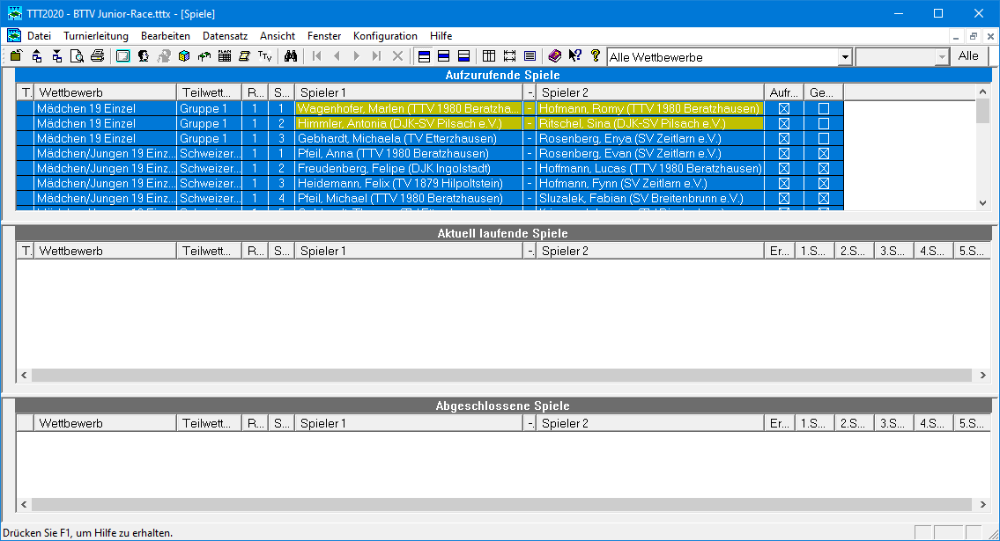 TTT2020 - BTTV Junior-Race.tttx - [Spiele]
Datei Turnierleitung Bearbeiten Datensatz Ansicht Fenster Konfiguration Hilfe
Alle Wettbewerbe Alle
Aufzurufende Spiele
T. Wettbewerb Teilwett... R... S... Spieler 1 -. Spieler 2 Aufr... Ge...
Mädchen 19 Einzel Gruppe 1 1 1 Wagenhofer, Marlen (TTV 1980 Beratzha... - Hofmann, Romy (TTV 1980 Beratzhausen)
Mädchen 19 Einzel Gruppe 1 1 2 Himmler, Antonia (DJK-SV Pilsach e.V.) - Ritschel, Sina (DJK-SV Pilsach e.V.)
Mädchen 19 Einzel Gruppe 1 1 3 Gebhardt, Michaela (TV Etterzhausen) - Rosenberg, Enya (SV Zeitlarn e.V.)
Mädchen/Jungen 19 Einz... Schweizer... 1 1 Pfeil, Anna (TTV 1980 Beratzhausen) - Rosenberg, Evan (SV Zeitlarn e.V.)
Mädchen/Jungen 19 Einz... Schweizer... 1 2 Freudenberg, Felipe (DJK Ingolstadt) - Hoffmann, Lucas (TTV 1980 Beratzhausen)
Mädchen/Jungen 19 Einz... Schweizer... 1 3 Heidemann, Felix (TV 1879 Hilpoltstein) - Hofmann, Fynn (SV Zeitlarn e.V.)
Mädchen/Jungen 19 Einz... Schweizer... 1 4 Pfeil, Michael (TTV 1980 Beratzhausen) - Sluzalek, Fabian (SV Breitenbrunn e.V.)
Aktuell laufende Spiele
T. Wettbewerb Teilwett... R... S... Spieler 1 -. Spieler 2 Er... 1.S... 2.S... 3.S... 4.S... 5.S...
Abgeschlossene Spiele
Wettbewerb Teilwett... R... S... Spieler 1 -. Spieler 2 Er... 1.S... 2.S... 3.S... 4.S... 5.S...
Drücken Sie F1, um Hilfe zu erhalten.